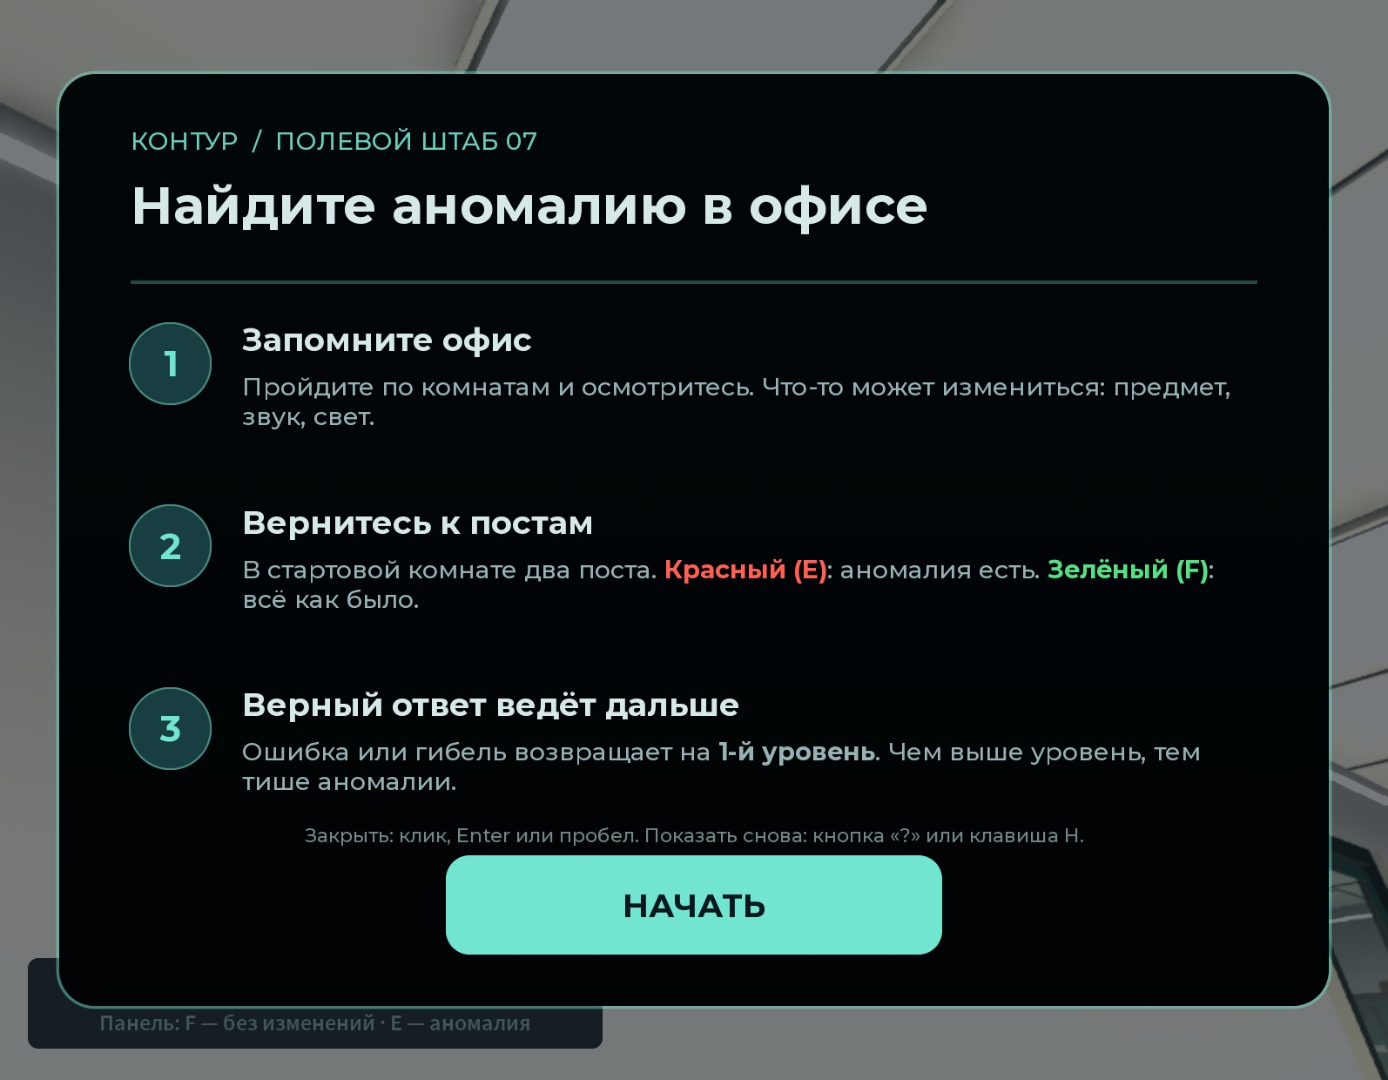 КОНТУР / ПОЛЕВОЙ ШТАБ 07
Найдите аномалию в офисе
1
Запомните офис
Пройдите по комнатам и осмотритесь. Что-то может измениться: предмет,
звук, свет.
2
Вернитесь к постам
В стартовой комнате два поста. Красный (E): аномалия есть. Зелёный (F):
всё как было.
3
Верный ответ ведёт дальше
Ошибка или гибель возвращает на 1-й уровень. Чем выше уровень, тем
тише аномалии.
Закрыть: клик, Enter или пробел. Показать снова: кнопка «?» или клавиша H.
НАЧАТЬ
Панель: F — без изменений · E — аномалия